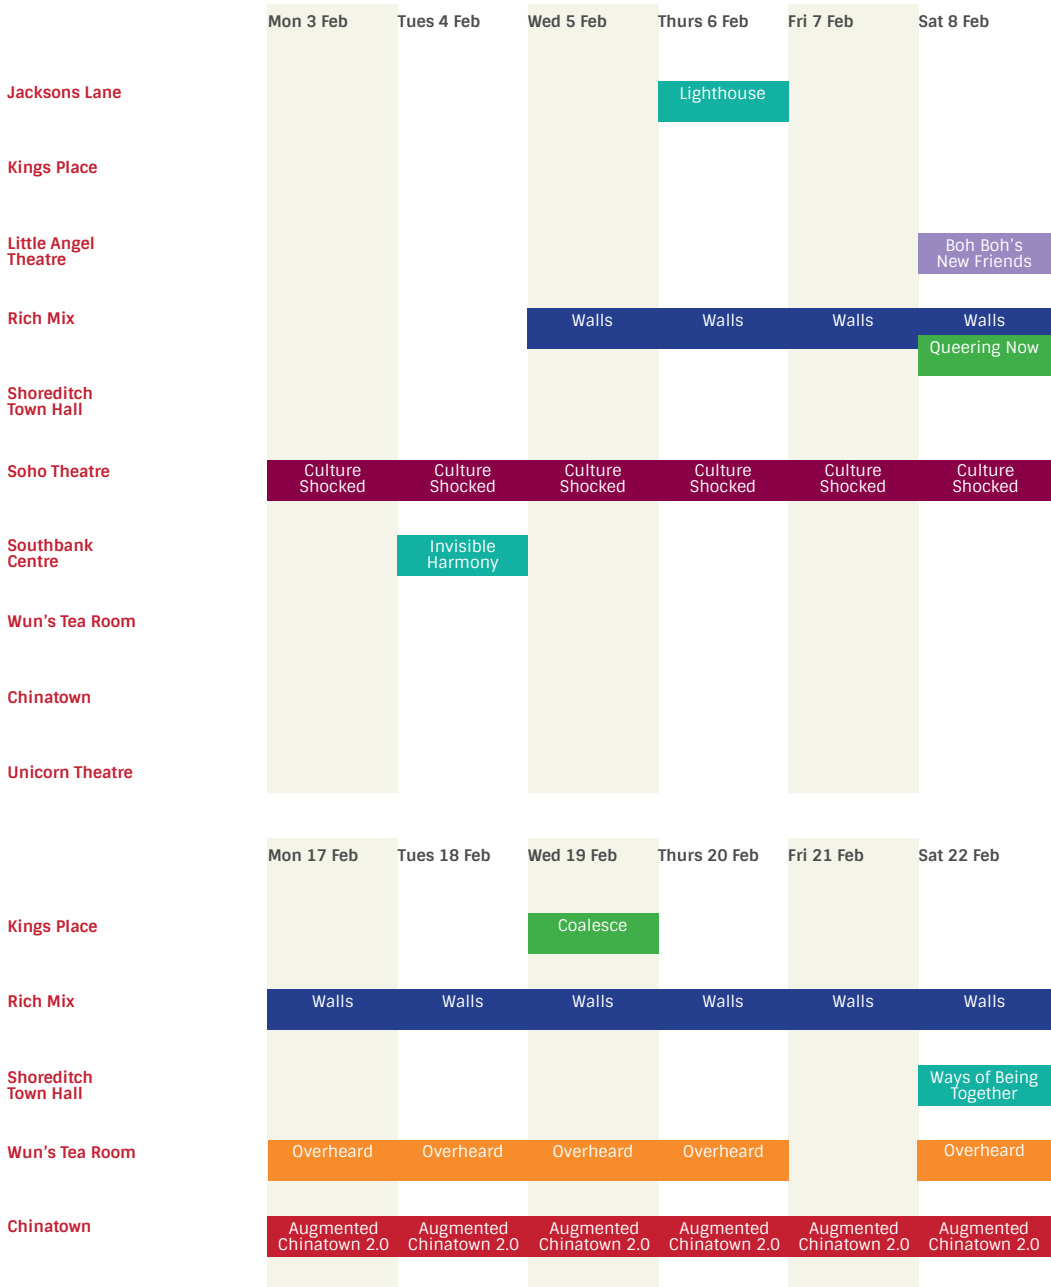 Mon 3 Feb Tues 4 Feb Wed 5 Feb Thurs 6 Feb Fri 7 Feb Sat 8 Feb
Jacksons Lane Lighthouse
Kings Place
Little Angel Boh Boh's
Theatre New Friends
Rich Mix Walls Walls Walls Walls
Queering Now
Shoreditch
Town Hall
Soho Theatre Culture Culture Culture Culture Culture Culture
Shocked Shocked Shocked Shocked Shocked Shocked
Southbank Invisible
Centre Harmony
Wun’s Tea Room
Chinatown
Unicorn Theatre
Mon 17 Feb Tues 18 Feb Wed 19 Feb Thurs 20 Feb Fri 21 Feb Sat 22 Feb
Kings Place Coalesce
Rich Mix Walls Walls Walls Walls Walls Walls
Shoreditch Ways of Being
Town Hall Together
Wun’s Tea Room Overheard Overheard Overheard Overheard Overheard
Chinatown Augmented Augmented Augmented Augmented Augmented Augmented
Chinatown 2.0 Chinatown 2.0 Chinatown 2.0 Chinatown 2.0 Chinatown 2.0 Chinatown 2.0